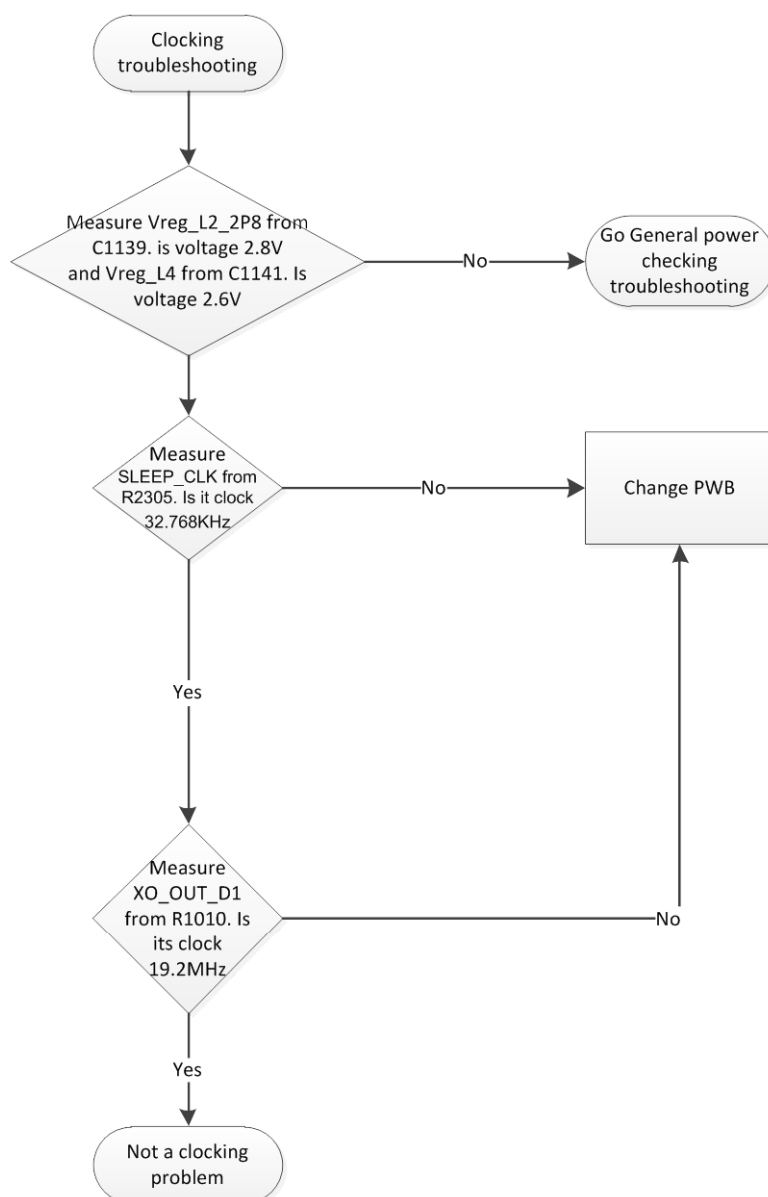 Clocking
troubleshooting
Measure Vreg_L2_2P8 from
C1139. is voltage 2.8V
and Vreg_L4 from C1141. Is
voltage 2.6V
No
Go General power
checking
troubleshooting
Measure
SLEEP_CLK from
R2305. Is it clock
32.768KHz
No
Change PWB
Yes
Measure
XO_OUT_D1
from R1010. Is
its clock
19.2MHz
No
Yes
Not a clocking
problem